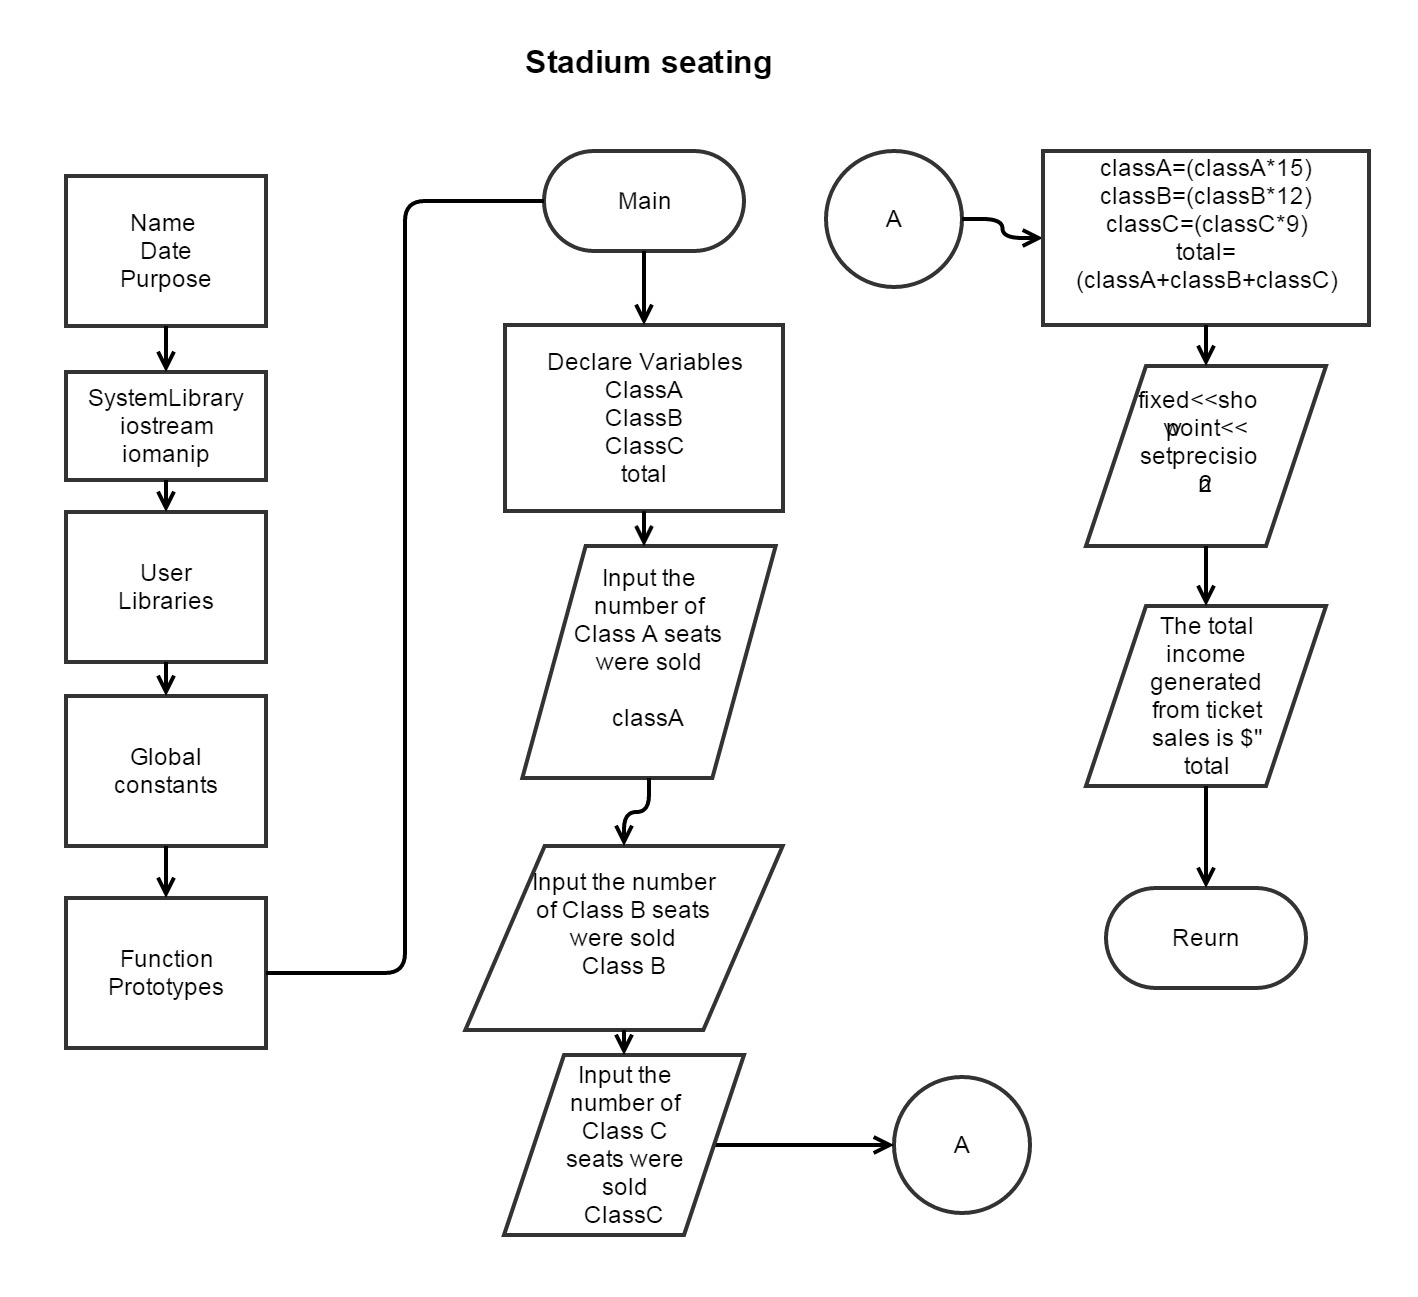 Stadium seating
Name
Date
Purpose
SystemLibrary
iostream
iomanip
User
Libraries
Global
constants
Function
Prototypes
Main
Declare Variables
ClassA
ClassB
ClassC
total
Input the
number of
Class A seats
were sold
classA
Input the number
of Class B seats
were sold
Class B
Input the
number of
Class C
seats were
sold
ClassC
A
A
classA=(classA*15)
classB=(classB*12)
classC=(classC*9)
total=
(classA+classB+classC)
fixed<<sho
w
point<<
setprecisio
n
2
The total
income
generated
from ticket
sales is $"
total
Reurn